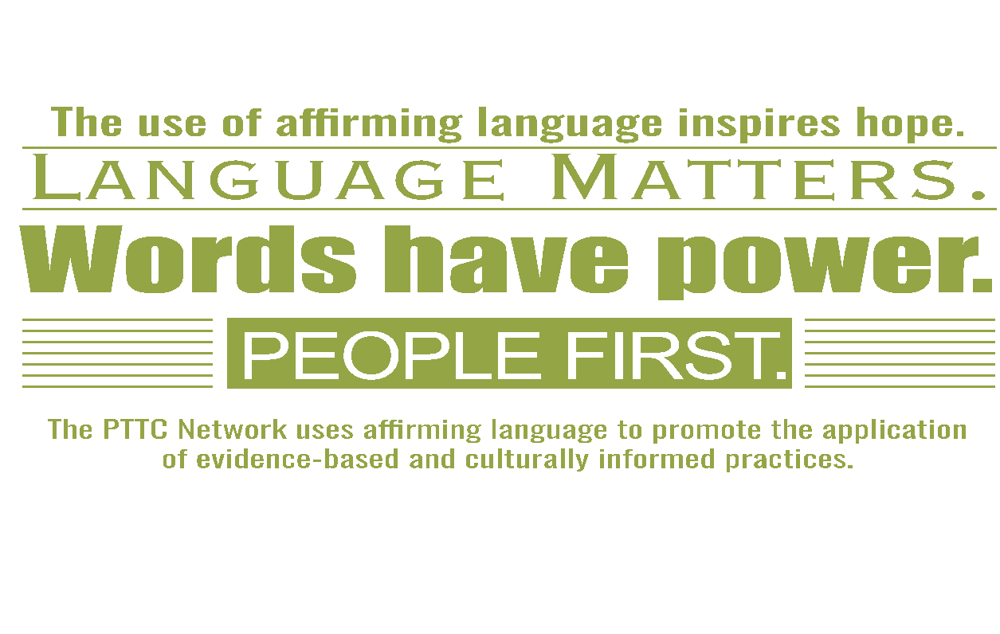 The use of affirming language inspires hope.
LANGUAGE MATTERS.
Words have power.
PEOPLE FIRST.
The PTTC Network uses affirming language to promote the application
of evidence-based and culturally informed practices.